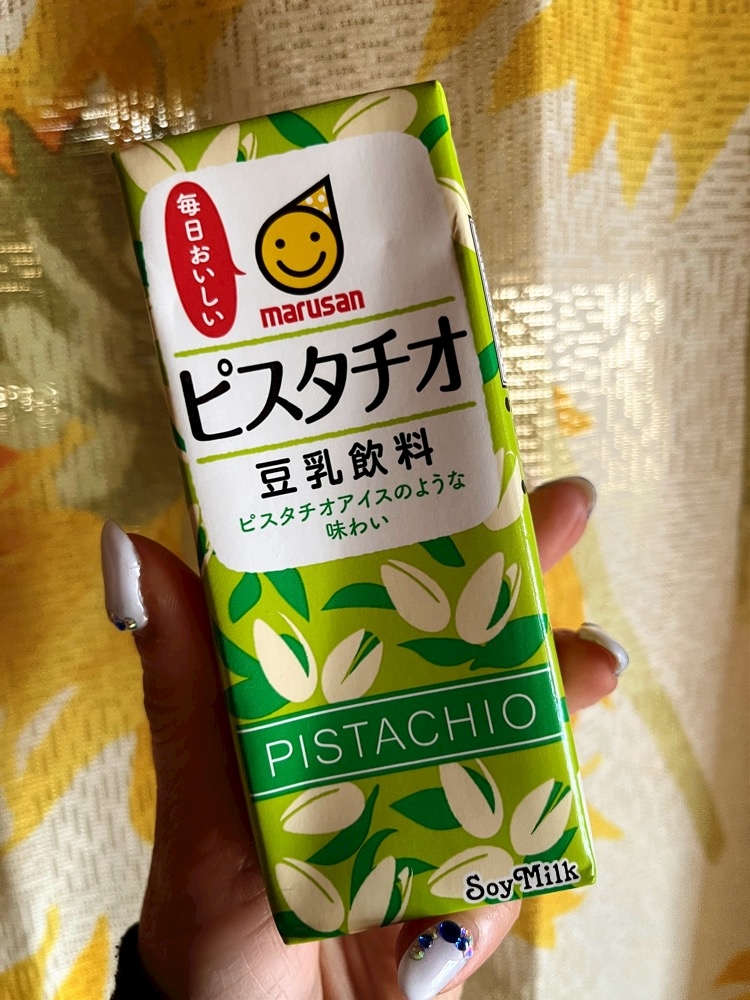 毎日おいしい
marusan
ピスタチオ
豆乳飲料
ピスタチオアイスのような
味わい
PISTACHIO
SoyMilk